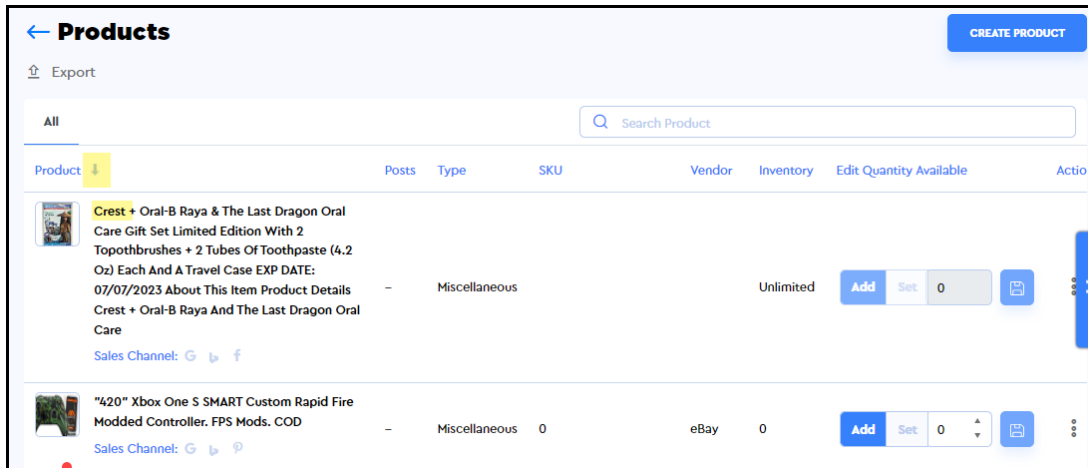 Products
CREATE PRODUCT
Export
All
Search Product
Product Posts Type SKU Vendor Inventory Edit Quantity Available Actio
Crest + Oral-B Raya & The Last Dragon Oral
Care Gift Set Limited Edition With 2
Topothbrushes + 2 Tubes Of Toothpaste (4.2
Oz) Each And A Travel Case EXP DATE:
07/07/2023 About This Item Product Details
Crest + Oral-B Raya And The Last Dragon Oral
Care
– Miscellaneous Unlimited Add Set 0
Sales Channel:
"420" Xbox One S SMART Custom Rapid Fire
Modded Controller. FPS Mods. COD
– Miscellaneous 0 eBay 0 Add Set 0
Sales Channel: